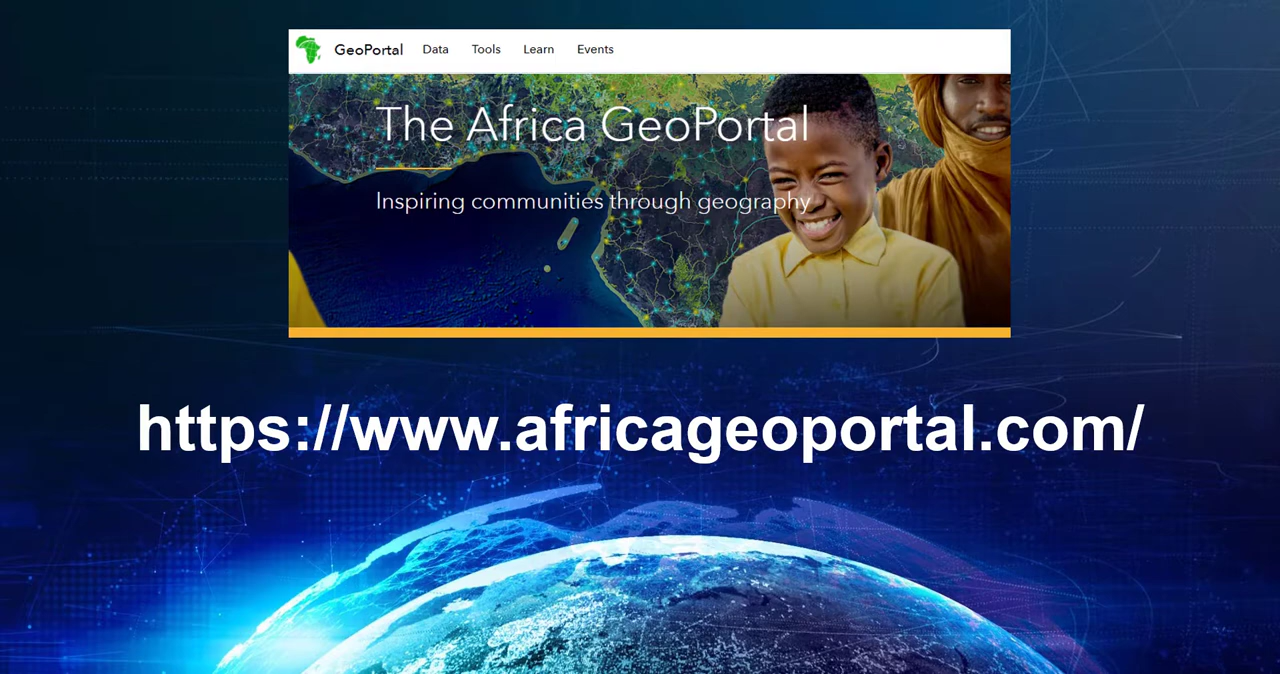 GeoPortal Data Tools Learn Events
The Africa GeoPortal
Inspiring communities through geography
https://www.africageoportal.com/